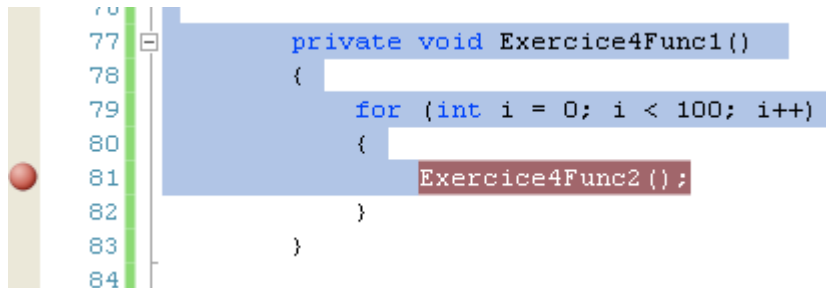 77 private void Exercice4Func1()
78 {
79 for (int i = 0; i < 100; i++)
80 {
81 Exercice4Func2();
82 }
83 }
84